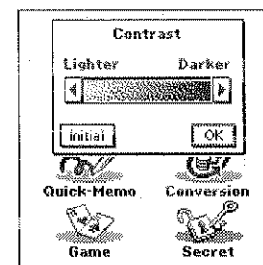 Contrast
Lighter Darker
initial OK
Quick-Memo Conversion
Game Secret